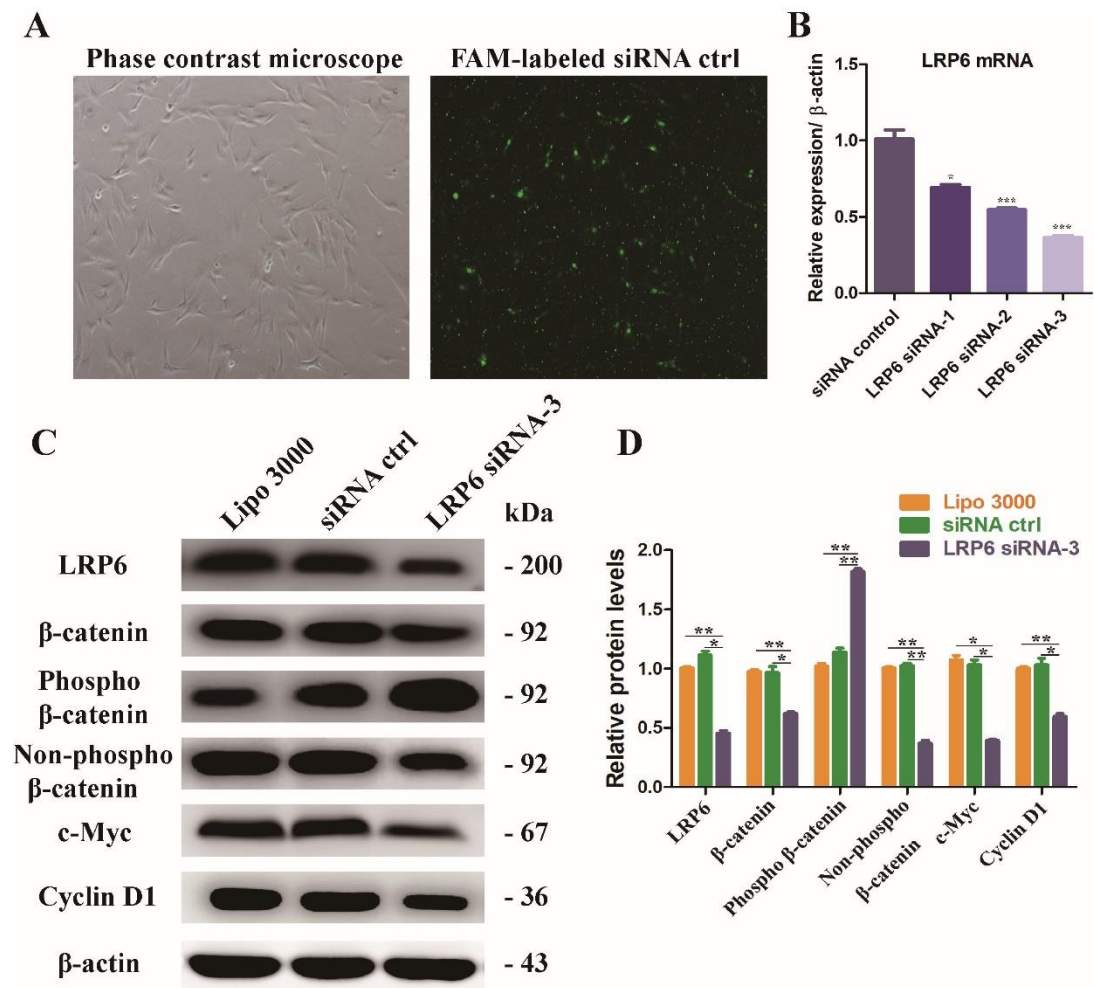 A
Phase contrast microscope
FAM-labeled siRNA ctrl
B
LRP6 mRNA
Relative expression/ β-actin
1.5
1.0
0.5
0.0
*
***
***
siRNA control
LRP6 siRNA-1
LRP6 siRNA-2
LRP6 siRNA-3
C
Lipo 3000
siRNA ctrl
LRP6 siRNA-3
kDa
LRP6
- 200
β-catenin
- 92
Phospho
β-catenin
- 92
Non-phospho
β-catenin
- 92
c-Myc
- 67
Cyclin D1
- 36
β-actin
- 43
D
Lipo 3000
siRNA ctrl
LRP6 siRNA-3
Relative protein levels
2.0
1.5
1.0
0.5
0.0
**
*
**
*
**
**
**
**
*
*
**
*
LRP6
β-catenin
Phospho β-catenin
Non-phospho
β-catenin
c-Myc
Cyclin D1